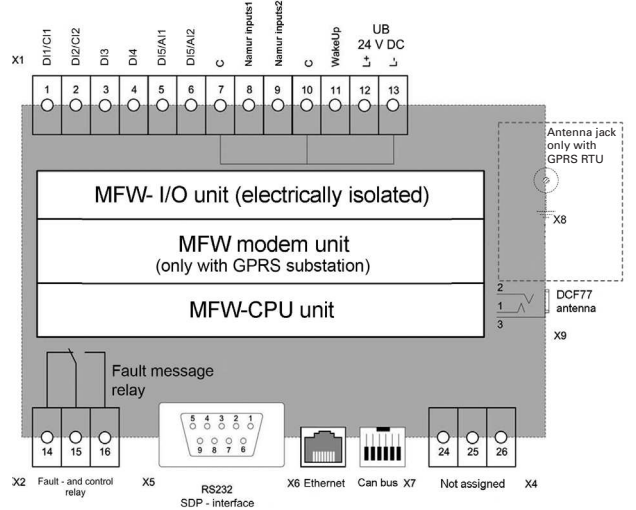 UB
24 V DC
X1
DI1/CI1
DI2/CI2
DI3
DI4
DI5/AI1
DI5/AI2
C
Namur inputs1
Namur inputs2
C
WakeUp
L+
L-
1 2 3 4 5 6 7 8 9 10 11 12 13
Antenna jack
only with
GPRS RTU
X8
MFW- I/O unit (electrically isolated)
MFW modem unit
(only with GPRS substation)
MFW-CPU unit
2
1
3
DCF77
antenna
X9
Fault message
relay
5 4 3 2 1
9 8 7 6
14 15 16
24 25 26
X2
Fault - and control
relay
X5
RS232
SDP - interface
X6 Ethernet
Can bus X7
Not assigned
X4